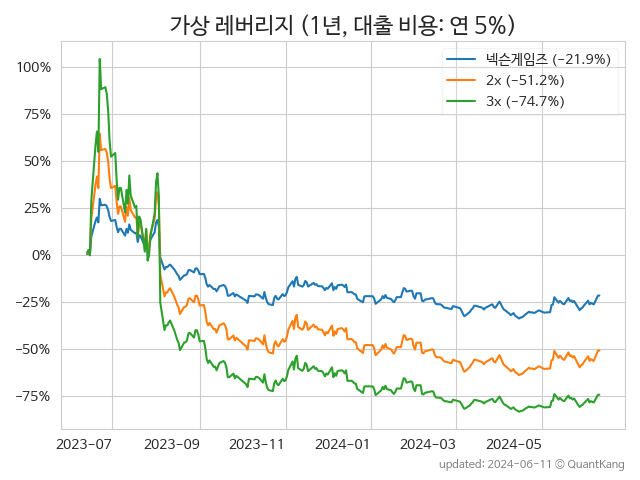 가상 레버리지 (1년, 대출 비용: 연 5%)
넥슨게임즈 (−21.9%)
2x (−51.2%)
3x (−74.7%)
100%
75%
50%
25%
0%
−25%
−50%
−75%
2023-07 2023-09 2023-11 2024-01 2024-03 2024-05
updated: 2024-06-11 © QuantKang